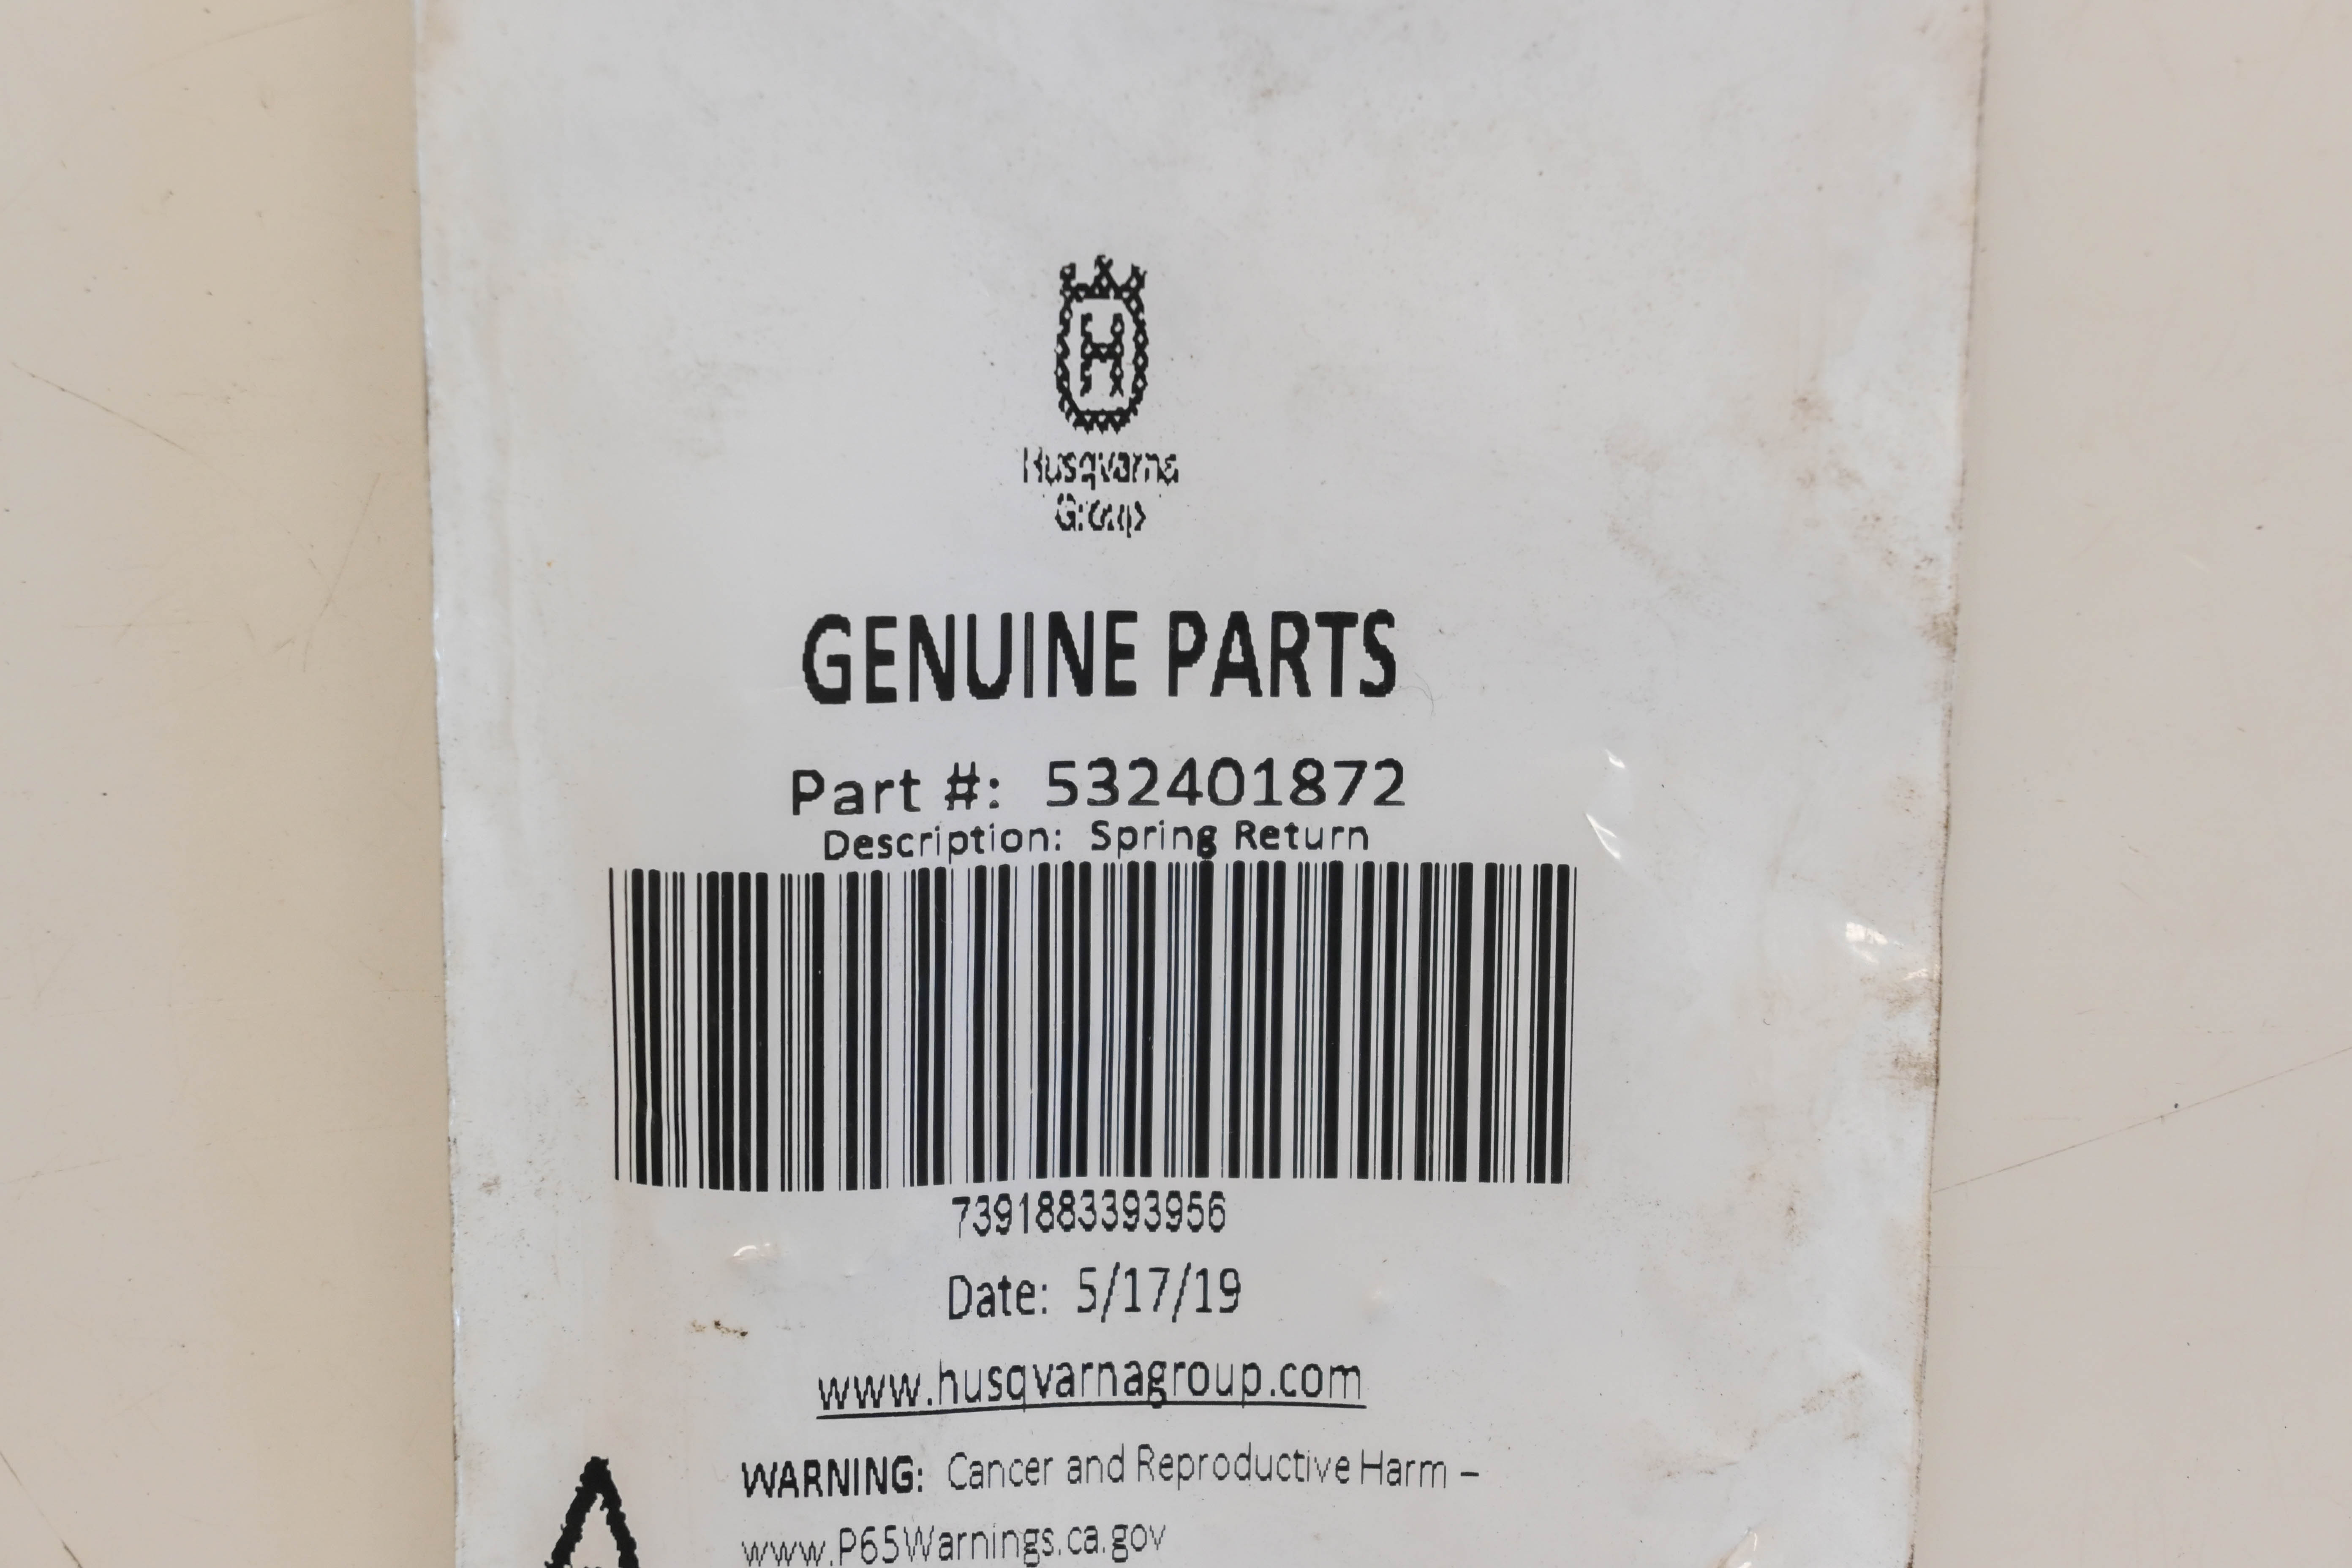 H
Husqvarna
Group
GENUINE PARTS
Part #: 532401872
Description: Spring Return
7391883393956
Date: 5/17/19
www.husqvarnagroup.com
WARNING: Cancer and Reproductive Harm –
www.P65Warnings.ca.gov